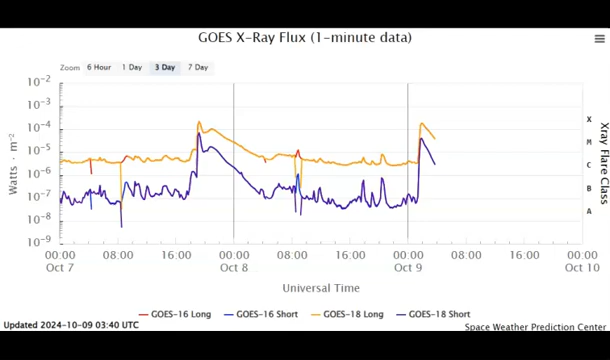 GOES X-Ray Flux (1-minute data)
Zoom 6 Hour 1 Day 3 Day 7 Day
10-2
10-3
10-4
10-5
10-6
10-7
10-8
10-9
Watts · m-2
X
M
C
B
A
Xray Flare Class
00:00 08:00 16:00 00:00 08:00 16:00 00:00 08:00 16:00 00:00
Oct 7 Oct 8 Oct 9 Oct 10
Universal Time
GOES-16 Long GOES-16 Short GOES-18 Long GOES-18 Short
Updated 2024-10-09 03:40 UTC
Space Weather Prediction Center